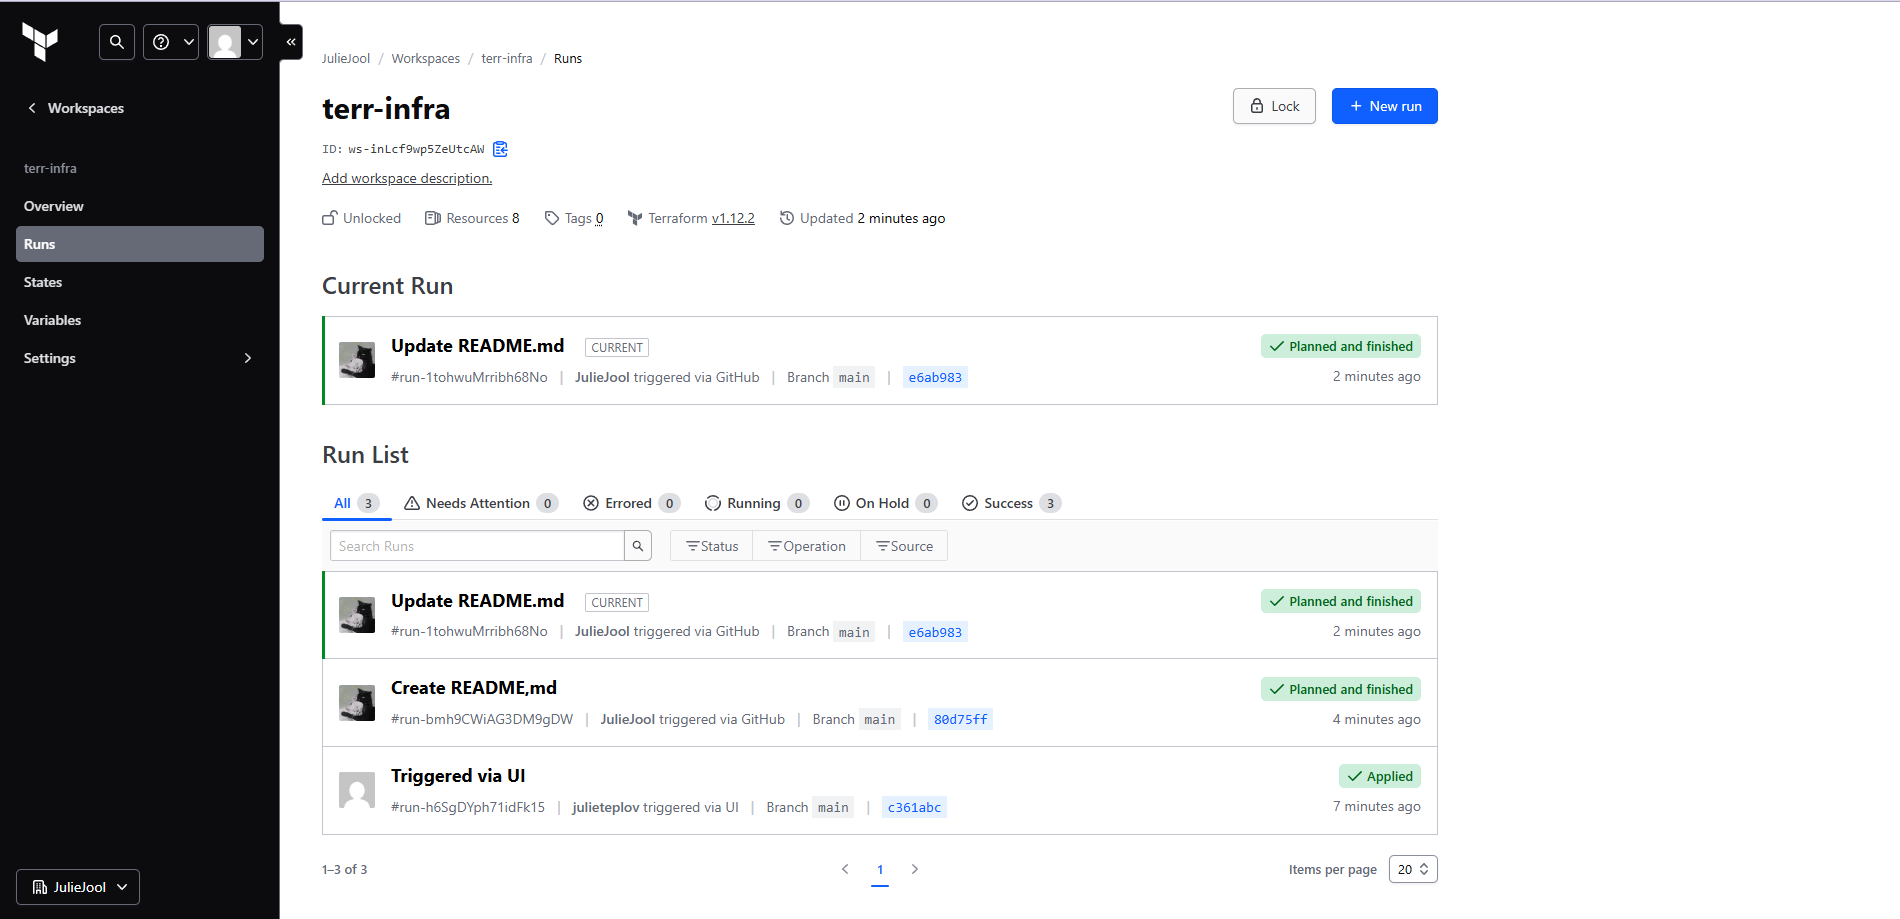 JulieJool / Workspaces / terr-infra / Runs
Workspaces
terr-infra
Overview
Runs
States
Variables
Settings
JulieJool
terr-infra
Lock
+ New run
ID: ws-inLcf9wp5ZeUtcAW
Add workspace description.
Unlocked Resources 8 Tags 0 Terraform v1.12.2 Updated 2 minutes ago
Current Run
Update README.md CURRENT Planned and finished
#run-1tohwuMrribh68No | JulieJool triggered via GitHub | Branch main | e6ab983 2 minutes ago
Run List
All 3 Needs Attention 0 Errored 0 Running 0 On Hold 0 Success 3
Search Runs Status Operation Source
Update README.md CURRENT Planned and finished
#run-1tohwuMrribh68No | JulieJool triggered via GitHub | Branch main | e6ab983 2 minutes ago
Create README,md Planned and finished
#run-bmh9CWiAG3DM9gDW | JulieJool triggered via GitHub | Branch main | 80d75ff 4 minutes ago
Triggered via UI Applied
#run-h6SgDYph71idFk15 | julieteplov triggered via UI | Branch main | c361abc 7 minutes ago
1–3 of 3 1 Items per page 20